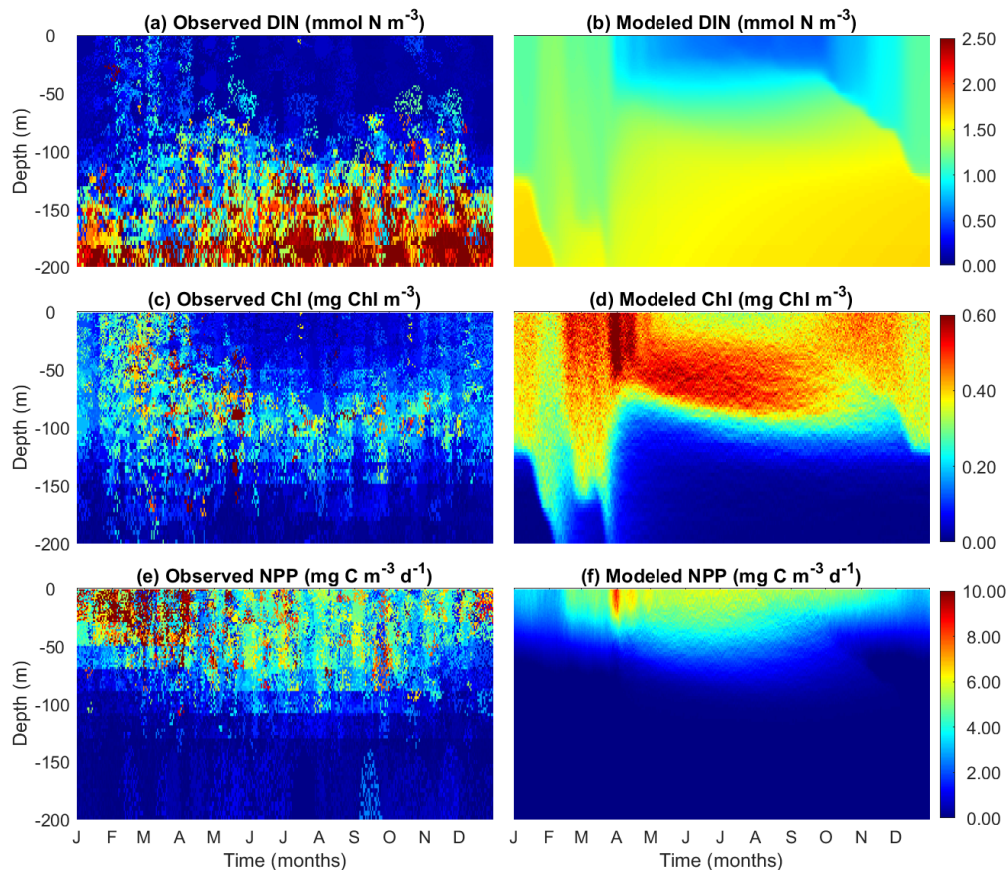 (a) Observed DIN (mmol N m⁻³)
(b) Modeled DIN (mmol N m⁻³)
0
-50
-100
-150
-200
Depth (m)
2.50
2.00
1.50
1.00
0.50
0.00
(c) Observed Chl (mg Chl m⁻³)
(d) Modeled Chl (mg Chl m⁻³)
0
-50
-100
-150
-200
Depth (m)
0.60
0.40
0.20
0.00
(e) Observed NPP (mg C m⁻³ d⁻¹)
(f) Modeled NPP (mg C m⁻³ d⁻¹)
0
-50
-100
-150
-200
Depth (m)
10.00
8.00
6.00
4.00
2.00
0.00
J F M A M J J A S O N D
Time (months)
J F M A M J J A S O N D
Time (months)